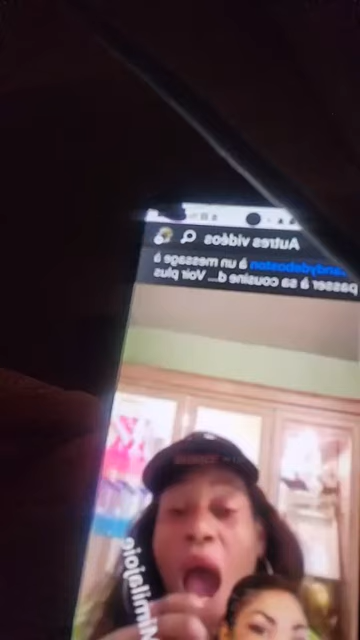 Autres vidéos
à un message à
passer à sa cousine d... Voir plus
Mimilajoie